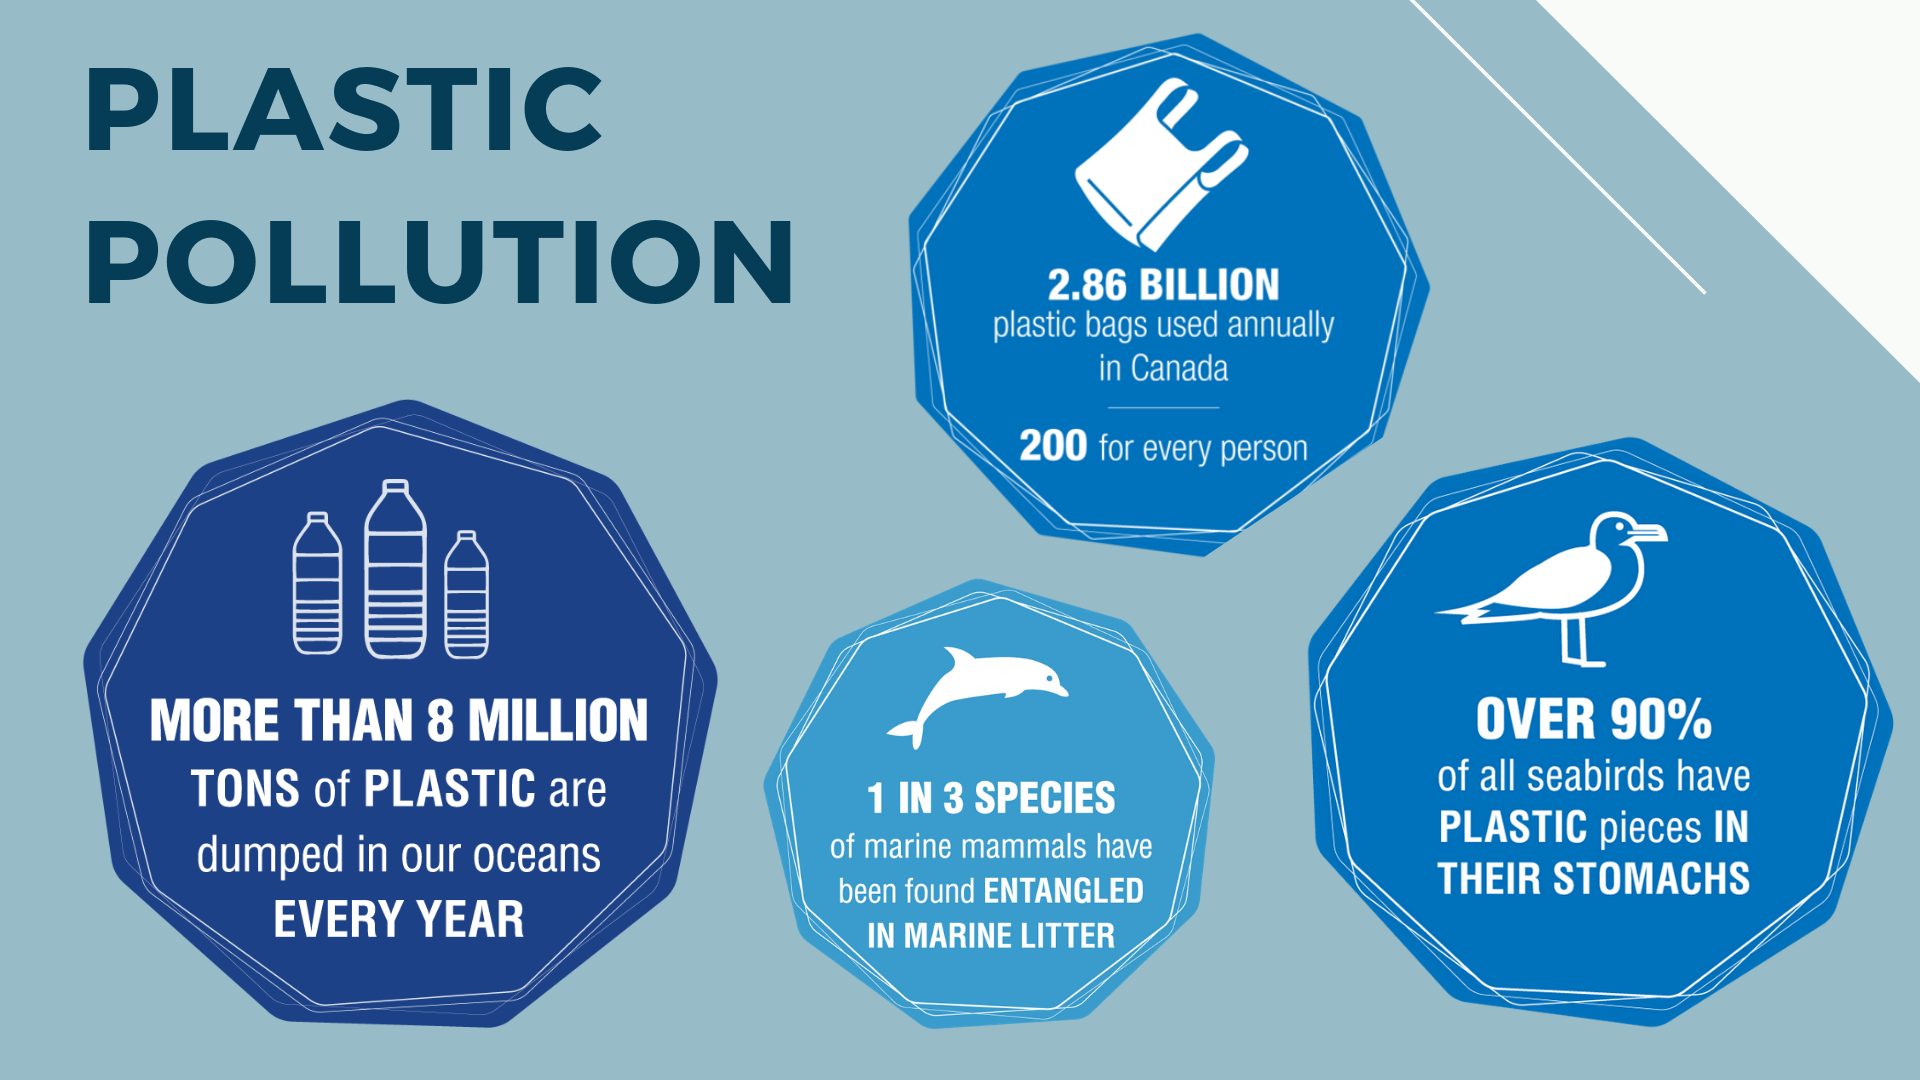 PLASTIC
POLLUTION
2.86 BILLION
plastic bags used annually
in Canada
200 for every person
MORE THAN 8 MILLION
TONS of PLASTIC are
dumped in our oceans
EVERY YEAR
1 IN 3 SPECIES
of marine mammals have
been found ENTANGLED
IN MARINE LITTER
OVER 90%
of all seabirds have
PLASTIC pieces IN
THEIR STOMACHS